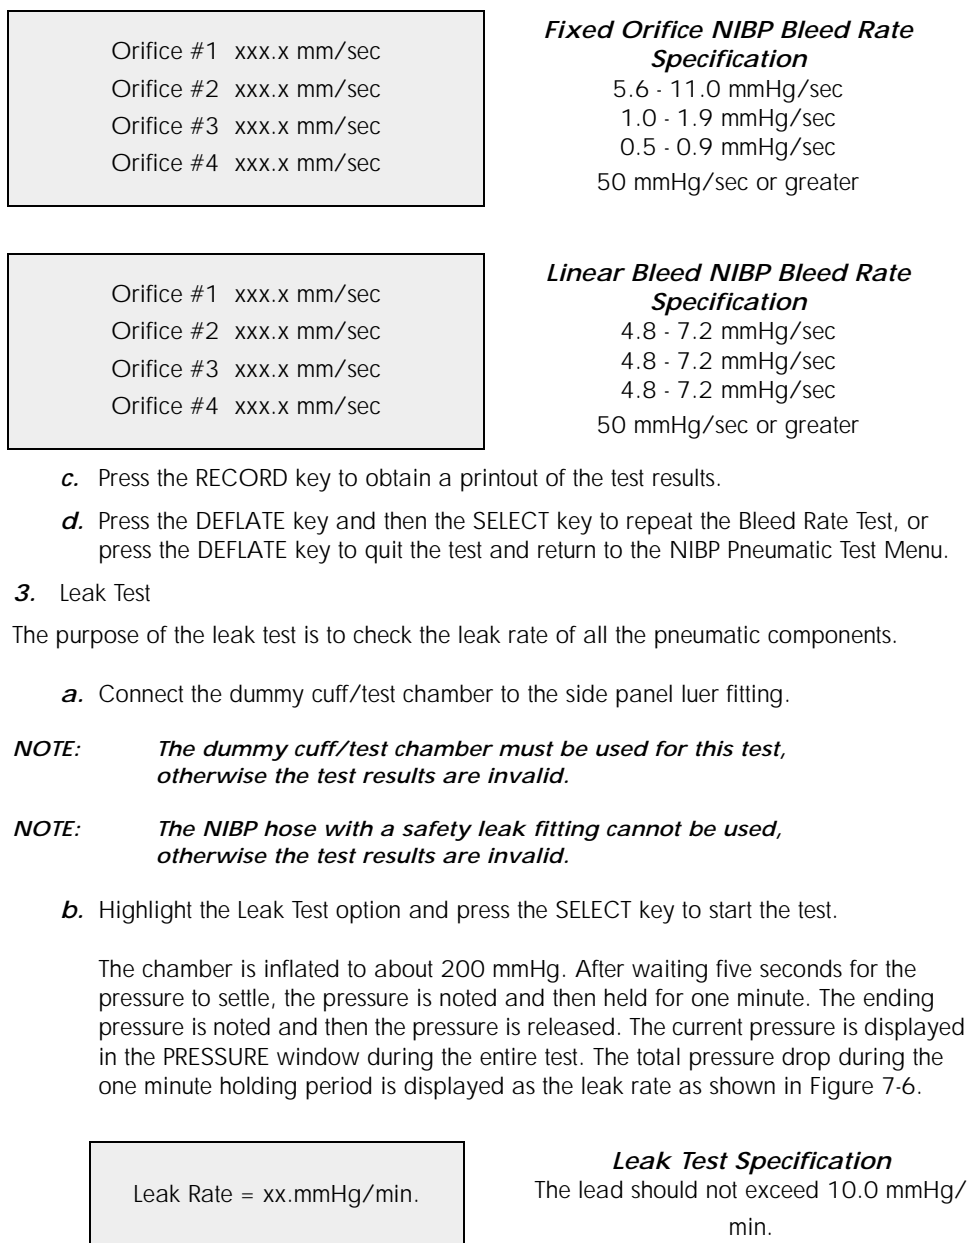 Orifice #1 xxx.x mm/sec
Orifice #2 xxx.x mm/sec
Orifice #3 xxx.x mm/sec
Orifice #4 xxx.x mm/sec
Fixed Orifice NIBP Bleed Rate
Specification
5.6 - 11.0 mmHg/sec
1.0 - 1.9 mmHg/sec
0.5 - 0.9 mmHg/sec
50 mmHg/sec or greater
Orifice #1 xxx.x mm/sec
Orifice #2 xxx.x mm/sec
Orifice #3 xxx.x mm/sec
Orifice #4 xxx.x mm/sec
Linear Bleed NIBP Bleed Rate
Specification
4.8 - 7.2 mmHg/sec
4.8 - 7.2 mmHg/sec
4.8 - 7.2 mmHg/sec
50 mmHg/sec or greater
c. Press the RECORD key to obtain a printout of the test results.
d. Press the DEFLATE key and then the SELECT key to repeat the Bleed Rate Test, or
press the DEFLATE key to quit the test and return to the NIBP Pneumatic Test Menu.
3. Leak Test
The purpose of the leak test is to check the leak rate of all the pneumatic components.
a. Connect the dummy cuff/test chamber to the side panel luer fitting.
NOTE: The dummy cuff/test chamber must be used for this test,
otherwise the test results are invalid.
NOTE: The NIBP hose with a safety leak fitting cannot be used,
otherwise the test results are invalid.
b. Highlight the Leak Test option and press the SELECT key to start the test.
The chamber is inflated to about 200 mmHg. After waiting five seconds for the
pressure to settle, the pressure is noted and then held for one minute. The ending
pressure is noted and then the pressure is released. The current pressure is displayed
in the PRESSURE window during the entire test. The total pressure drop during the
one minute holding period is displayed as the leak rate as shown in Figure 7-6.
Leak Rate = xx.mmHg/min.
Leak Test Specification
The lead should not exceed 10.0 mmHg/
min.